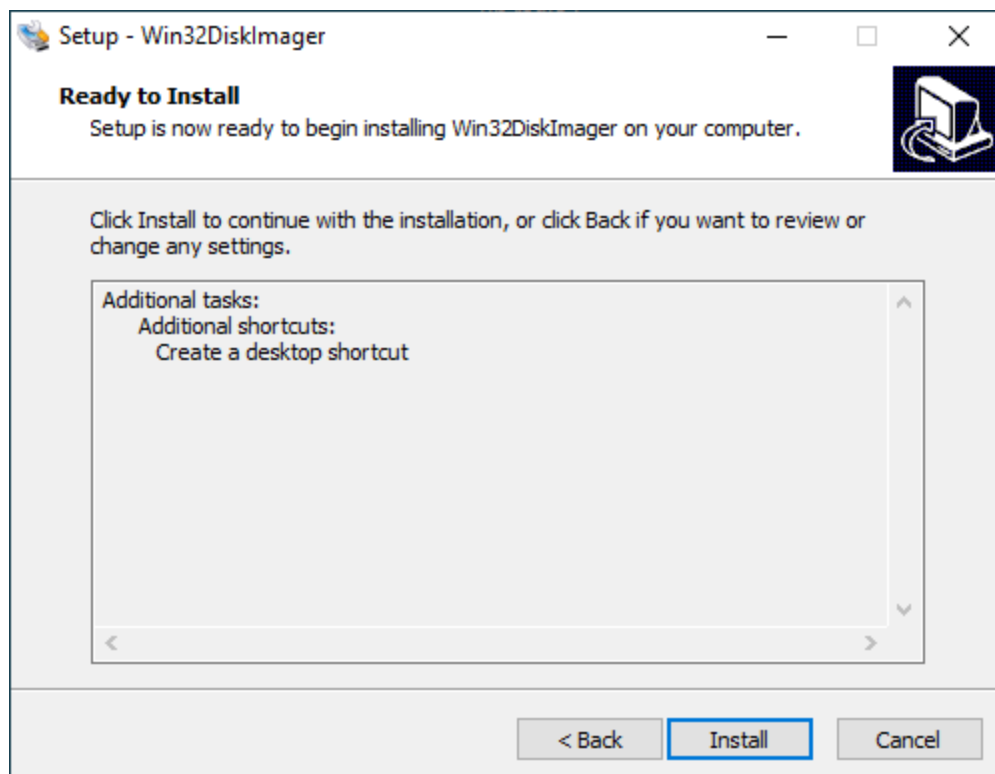 Setup - Win32DiskImager
Ready to Install
Setup is now ready to begin installing Win32DiskImager on your computer.
Click Install to continue with the installation, or click Back if you want to review or
change any settings.
Additional tasks:
Additional shortcuts:
Create a desktop shortcut
< Back
Install
Cancel